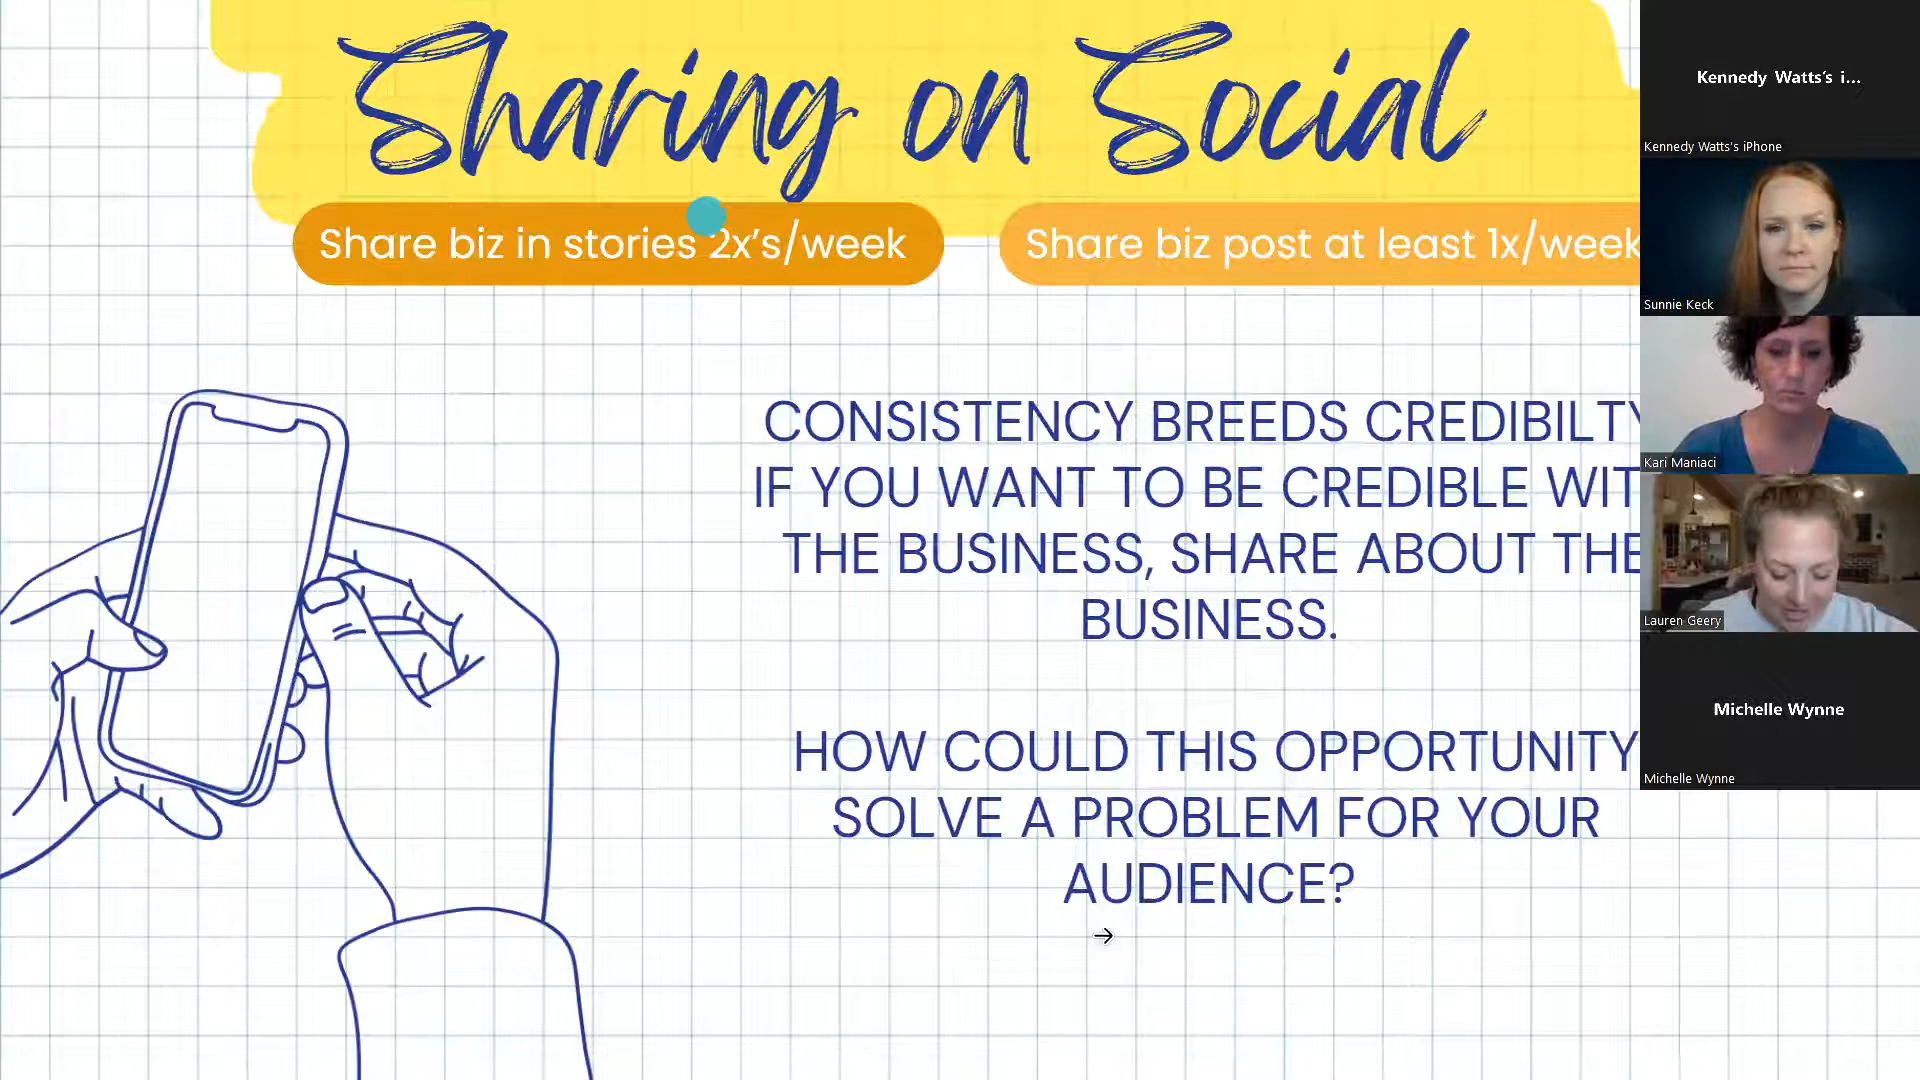 Sharing on Social
Share biz in stories 2x's/week
Share biz post at least 1x/week
CONSISTENCY BREEDS CREDIBILTY
IF YOU WANT TO BE CREDIBLE WIT
THE BUSINESS, SHARE ABOUT THE
BUSINESS.
HOW COULD THIS OPPORTUNITY
SOLVE A PROBLEM FOR YOUR
AUDIENCE?
Kennedy Watts's i...
Kennedy Watts's iPhone
Sunnie Keck
Kari Maniaci
Lauren Geery
Michelle Wynne
Michelle Wynne